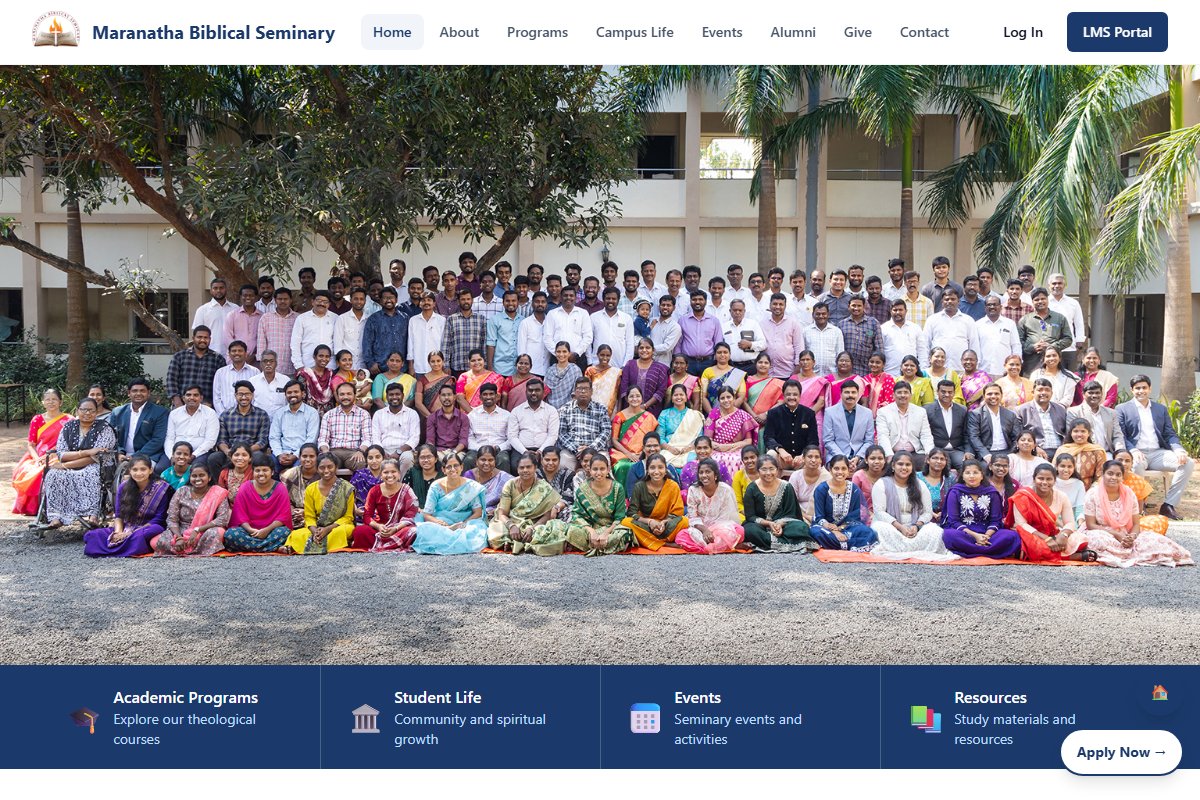 Maranatha Biblical Seminary
Home
About
Programs
Campus Life
Events
Alumni
Give
Contact
Log In
LMS Portal
Academic Programs
Explore our theological
courses
Student Life
Community and spiritual
growth
Events
Seminary events and
activities
Resources
Study materials and
resources
Apply Now →